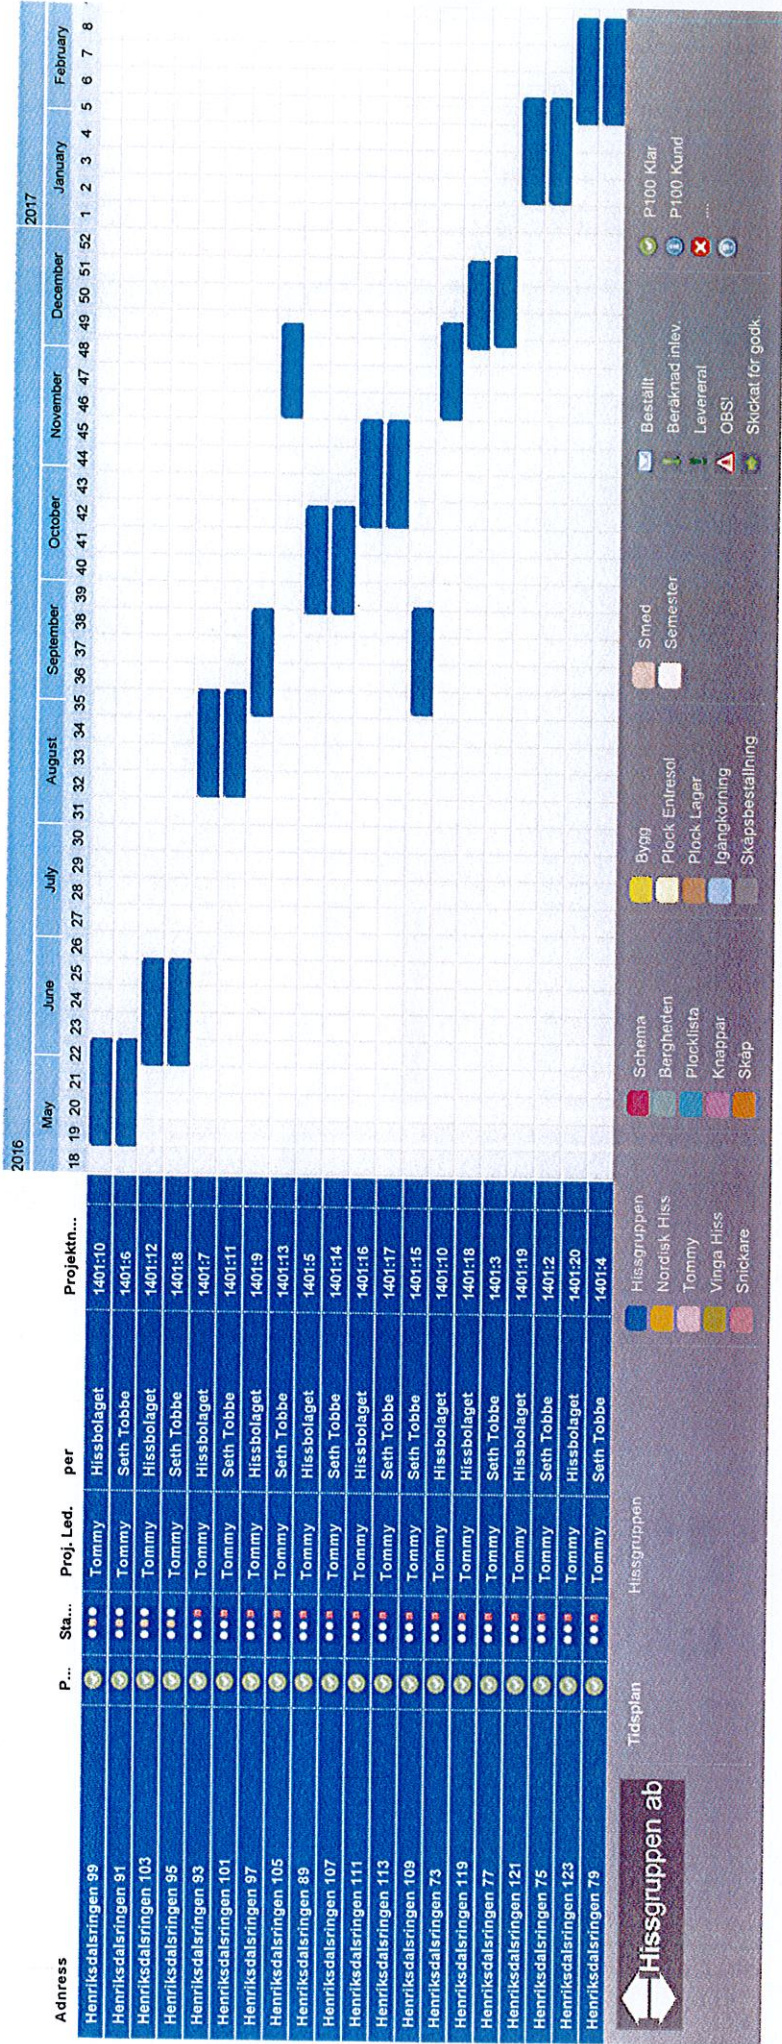 2016 2017
May June July August September October November December January February
Adnress P... Sta... Proj. Led. per Projektn... 18 19 20 21 22 23 24 25 26 27 28 29 30 31 32 33 34 35 36 37 38 39 40 41 42 43 44 45 46 47 48 49 50 51 52 1 2 3 4 5 6 7 8
Henriksdalsringen 99 Tommy Hissbolaget 1401:10
Henriksdalsringen 91 Tommy Seth Tobbe 1401:6
Henriksdalsringen 103 Tommy Hissbolaget 1401:12
Henriksdalsringen 95 Tommy Seth Tobbe 1401:8
Henriksdalsringen 93 Tommy Hissbolaget 1401:7
Henriksdalsringen 101 Tommy Seth Tobbe 1401:11
Henriksdalsringen 97 Tommy Hissbolaget 1401:9
Henriksdalsringen 105 Tommy Seth Tobbe 1401:13
Henriksdalsringen 89 Tommy Hissbolaget 1401:5
Henriksdalsringen 107 Tommy Seth Tobbe 1401:14
Henriksdalsringen 111 Tommy Hissbolaget 1401:16
Henriksdalsringen 113 Tommy Seth Tobbe 1401:17
Henriksdalsringen 109 Tommy Seth Tobbe 1401:15
Henriksdalsringen 73 Tommy Hissbolaget 1401:10
Henriksdalsringen 119 Tommy Hissbolaget 1401:18
Henriksdalsringen 77 Tommy Seth Tobbe 1401:3
Henriksdalsringen 121 Tommy Hissbolaget 1401:19
Henriksdalsringen 75 Tommy Seth Tobbe 1401:2
Henriksdalsringen 123 Tommy Hissbolaget 1401:20
Henriksdalsringen 79 Tommy Seth Tobbe 1401:4
Hissgruppen ab
Tidsplan
Hissgruppen
Hissgruppen
Nordisk Hiss
Tommy
Vinga Hiss
Snickare
Schema
Bergheden
Plocklista
Knappar
Skåp
Bygg
Plock Entresol
Plock Lager
Igångkörning
Skåpsbeställning
Smed
Semester
Beställt
Beräknad inlev.
Levererat
OBS!
Skickat för godk.
P100 Klar
P100 Kund
....